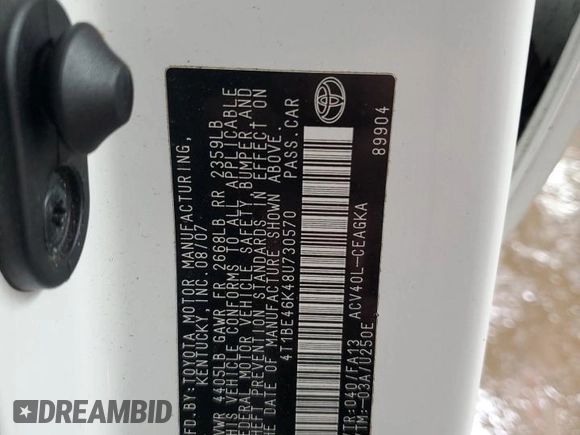 MFD.BY:TOYOTA MOTOR MANUFACTURING,
KENTUCKY, INC. 08/07
GVWR 4405LB GAWR FR 2668LB RR 2359LB
THIS VEHICLE CONFORMS TO ALL APPLICABLE
FEDERAL MOTOR VEHICLE SAFETY, BUMPER,AND
THEFT PREVENTION STANDARDS IN EFFECT ON
THE DATE OF MANUFACTURE SHOWN ABOVE.
4T1BE46K48U730570 PASS.CAR
C/TR:040/FA13 ACV40L-CEAGKA
A/TM:-03A/U250E 89904
AUTOBIDMASTER